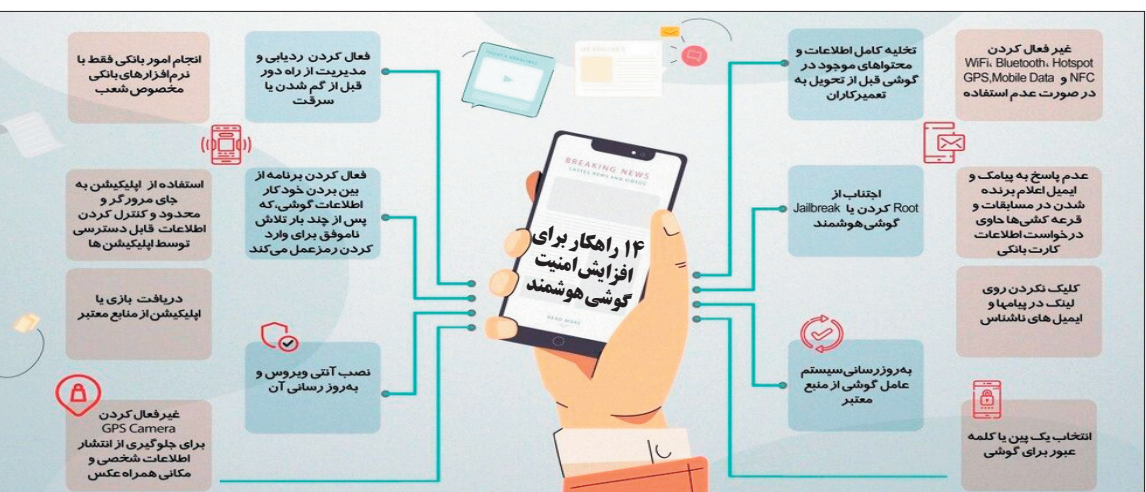 غیر فعال کردن
WiFi، Bluetooth، Hotspot
GPS,Mobile Data و NFC
در صورت عدم استفاده
عدم پاسخ به پیامک و
ایمیل اعلام برنده
شدن در مسابقات و
قرعه کشی‌ها حاوی
درخواست اطلاعات
کارت بانکی
کلیک نکردن روی
لینک در پیامها و
ایمیل های ناشناس
انتخاب یک پین یا کلمه
عبور برای گوشی
تخلیه کامل اطلاعات و
محتواهای موجود در
گوشی قبل از تحویل به
تعمیرکاران
اجتناب از
Root کردن یا Jailbreak
گوشی هوشمند
به‌روزرسانی سیستم
عامل گوشی از منبع
معتبر
BREAKING NEWS
LASTES NEWS AND VIDEOS
۱۴ راهکار برای
افزایش امنیت
گوشی هوشمند
READ MORE
فعال کردن ردیابی و
مدیریت از راه دور
قبل از گم شدن یا
سرقت
فعال کردن برنامه از
بین بردن خودکار
اطلاعات گوشی،که
پس از چند بار تلاش
ناموفق برای وارد
کردن رمزعمل می‌کند
نصب آنتی ویروس و
به‌روز رسانی آن
انجام امور بانکی فقط با
نرم‌افزارهای بانکی
مخصوص شعب
استفاده از اپلیکیشن به
جای مرورگر و
محدود و کنترل کردن
اطلاعات قابل دسترسی
توسط اپلیکیشن ها
دریافت بازی یا
اپلیکیشن از منابع معتبر
غیرفعال کردن
GPS Camera
برای جلوگیری از انتشار
اطلاعات شخصی و
مکانی همراه عکس